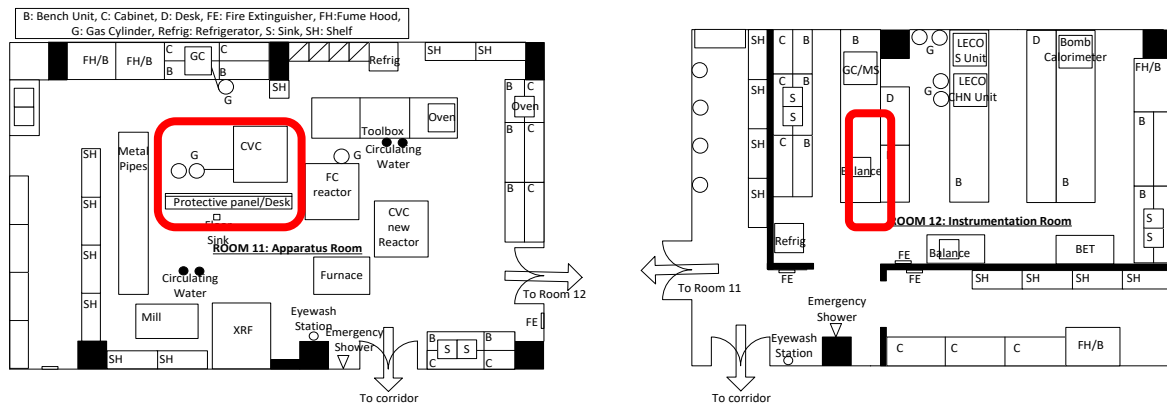 B: Bench Unit, C: Cabinet, D: Desk, FE: Fire Extinguisher, FH:Fume Hood,
G: Gas Cylinder, Refrig: Refrigerator, S: Sink, SH: Shelf
FH/B
FH/B
C
C
GC
B
B
G
SH
Refrig
SH
SH
B
C
Oven
Oven
B
C
B
C
Toolbox
Circulating
Water
Metal
Pipes
G
CVC
G
FC
reactor
Protective panel/Desk
Floor
Sink
CVC
new
Reactor
SH
SH
SH
SH
ROOM 11: Apparatus Room
Circulating
Water
Furnace
To Room 12
Mill
XRF
Eyewash
Station
Emergency
Shower
FE
SH
SH
B
B
S
S
C
C
To corridor
SH
SH
SH
SH
C
B
C
B
S
S
C
B
B
GC/MS
D
Balance
G
G
LECO
S Unit
LECO
CHN Unit
B
D
Bomb
Calorimeter
B
FH/B
B
B
S
S
ROOM 12: Instrumentation Room
Refrig
Balance
BET
FE
FE
FE
SH
SH
SH
SH
To Room 11
Emergency
Shower
Eyewash
Station
C
C
C
FH/B
To corridor